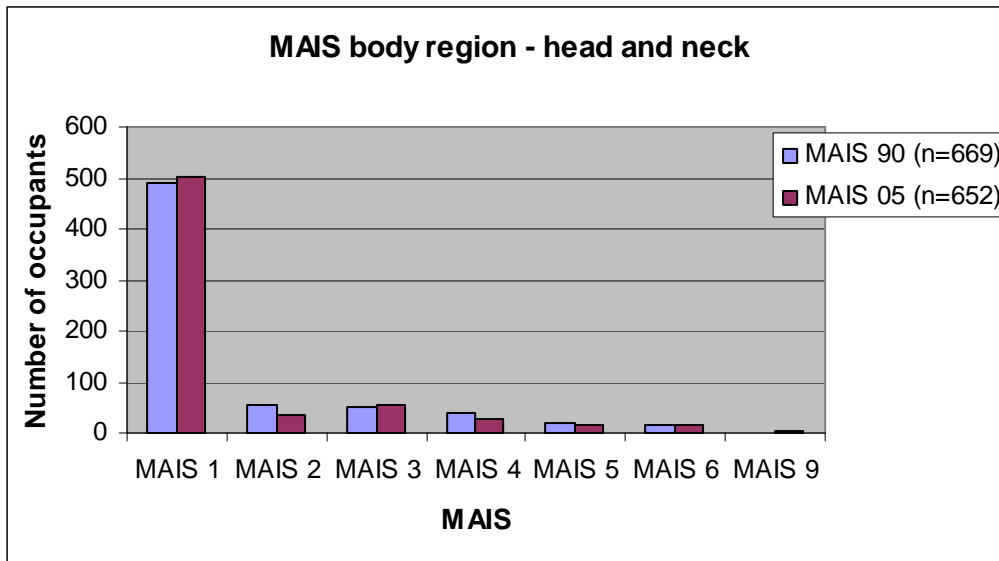 MAIS body region - head and neck
Number of occupants
600
500
400
300
200
100
0
MAIS 1 MAIS 2 MAIS 3 MAIS 4 MAIS 5 MAIS 6 MAIS 9
MAIS
MAIS 90 (n=669)
MAIS 05 (n=652)